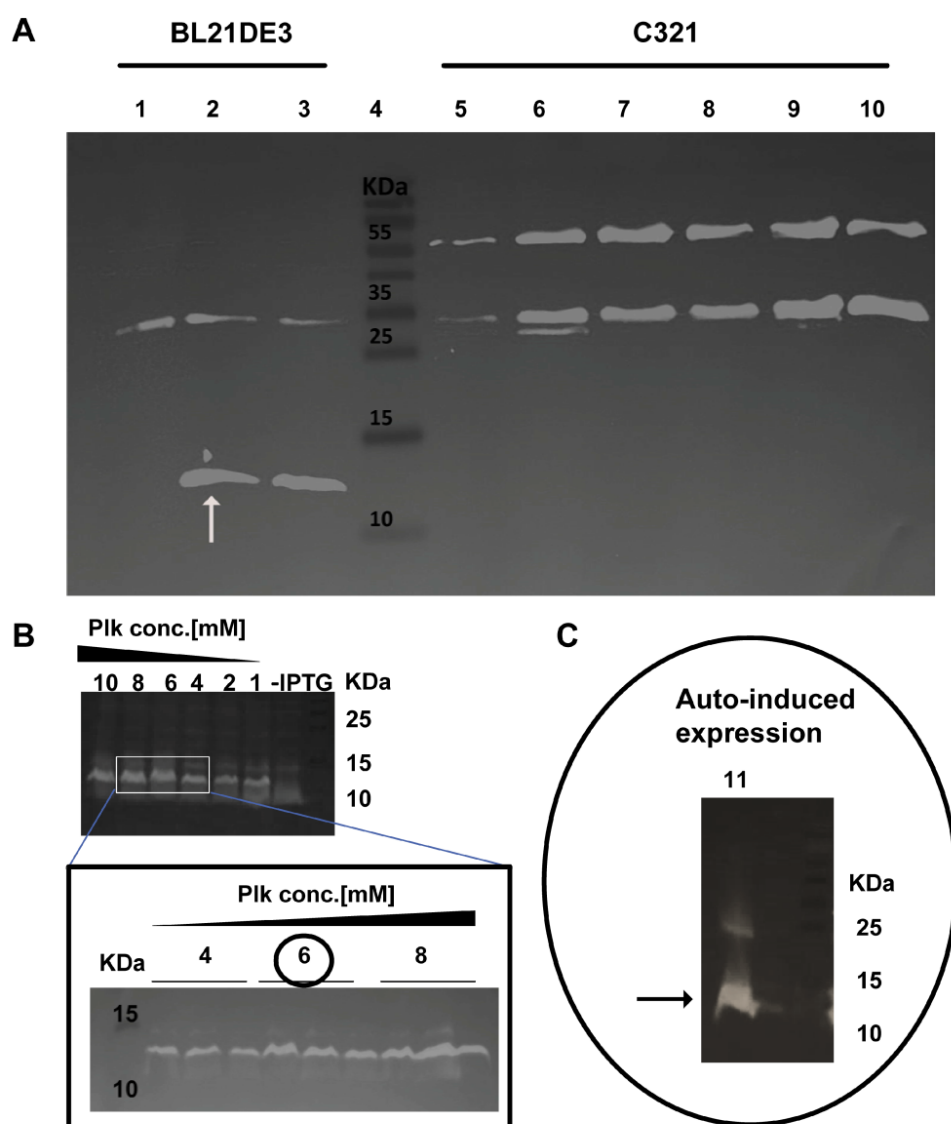 A
BL21DE3 C321
1 2 3 4 5 6 7 8 9 10
KDa
55
35
25
15
10
B
Plk conc.[mM]
10 8 6 4 2 1 -IPTG KDa
25
15
10
Plk conc.[mM]
KDa 4 6 8
15
10
C
Auto-induced
expression
11
KDa
25
15
10